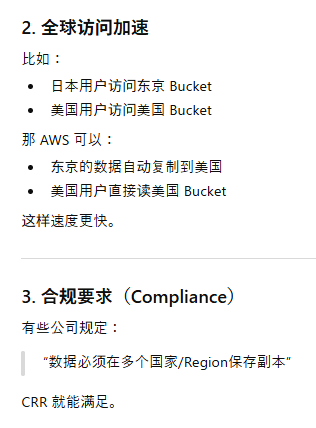 2. 全球访问加速
比如：
• 日本用户访问东京 Bucket
• 美国用户访问美国 Bucket
那 AWS 可以：
• 东京的数据自动复制到美国
• 美国用户直接读美国 Bucket
这样速度更快。
3. 合规要求（Compliance）
有些公司规定：
“数据必须在多个国家/Region保存副本”
CRR 就能满足。